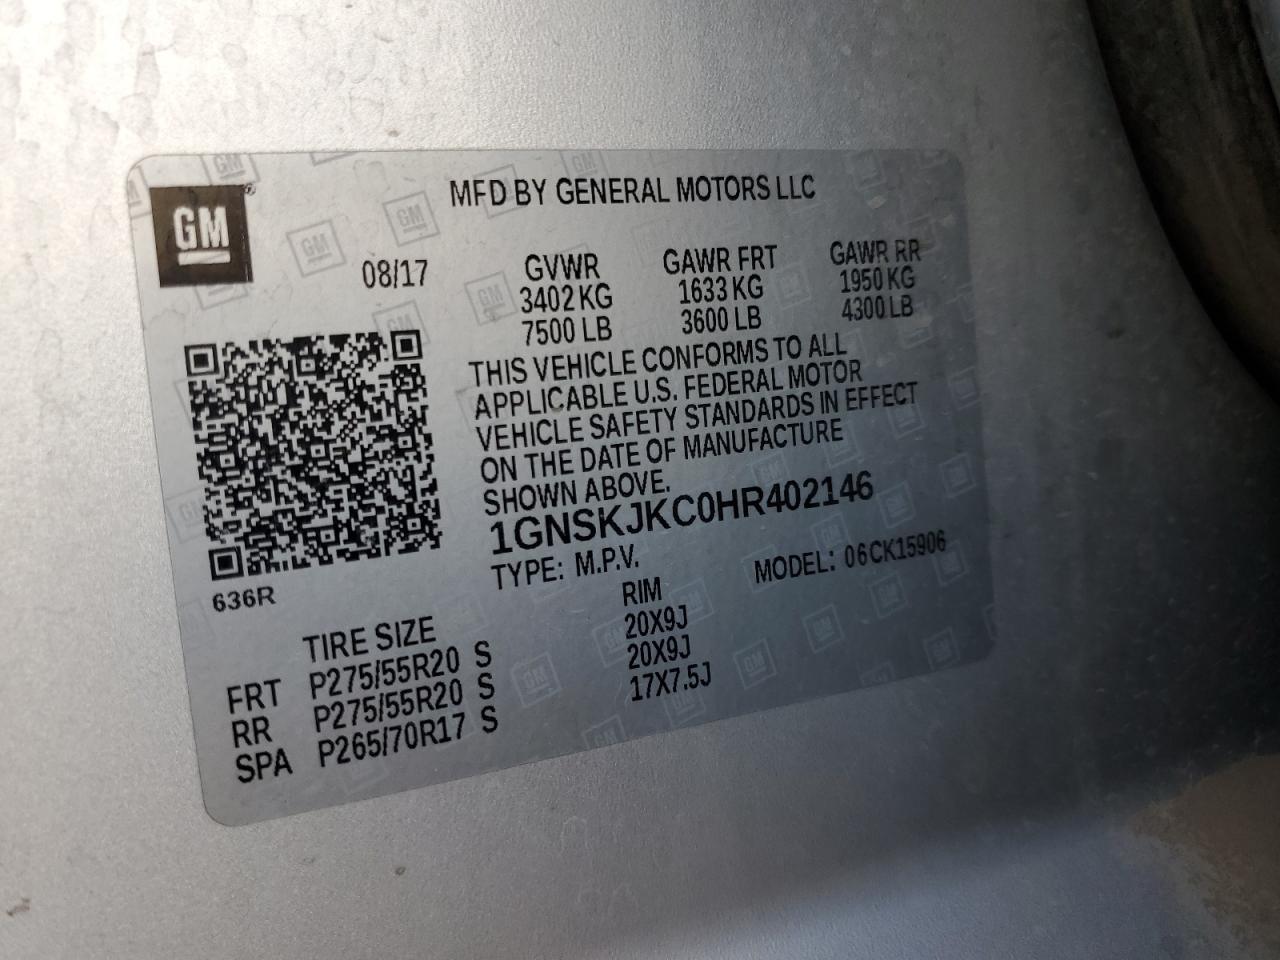 MFD BY GENERAL MOTORS LLC
GM
08/17
GVWR GAWR FRT GAWR RR
3402 KG 1633 KG 1950 KG
7500 LB 3600 LB 4300 LB
THIS VEHICLE CONFORMS TO ALL
APPLICABLE U.S. FEDERAL MOTOR
VEHICLE SAFETY STANDARDS IN EFFECT
ON THE DATE OF MANUFACTURE
SHOWN ABOVE.
1GNSKJKC0HR402146
TYPE: M.P.V. MODEL: 06CK15906
636R
TIRE SIZE RIM
FRT P275/55R20 S 20X9J
RR P275/55R20 S 20X9J
SPA P265/70R17 S 17X7.5J